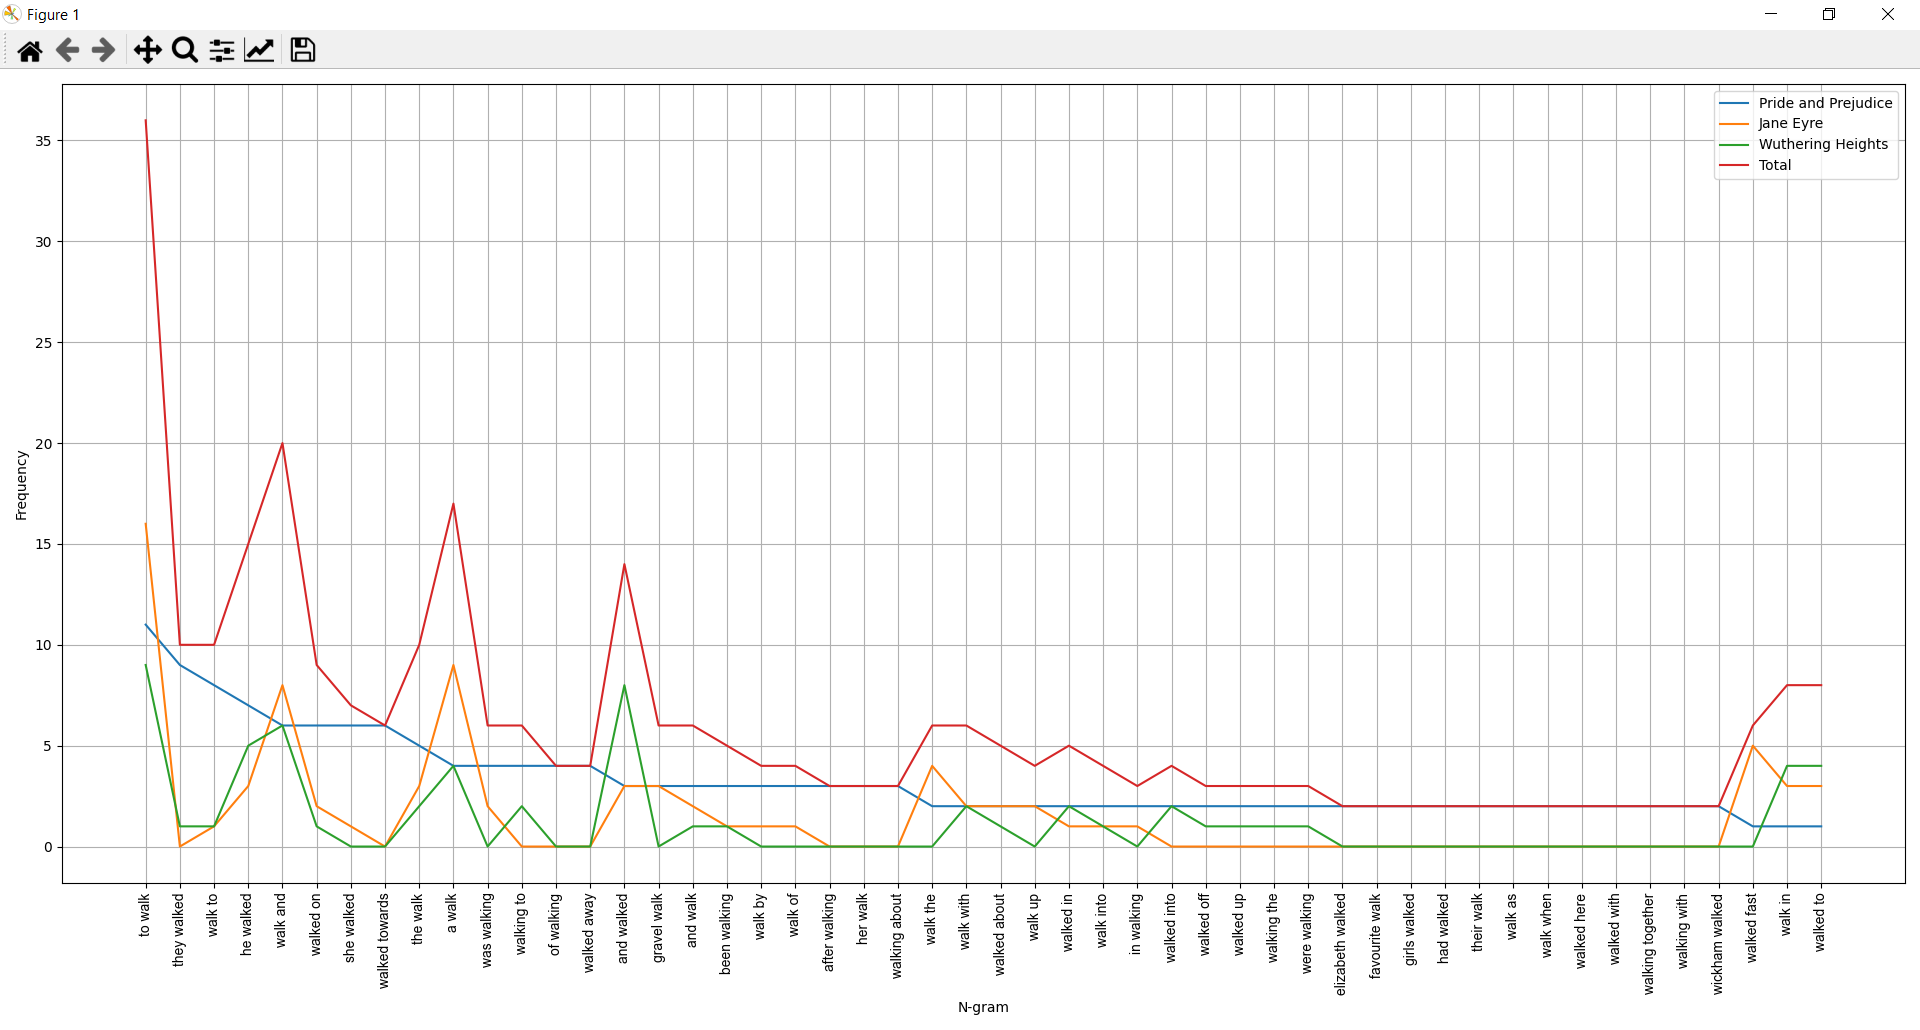 Figure 1
Pride and Prejudice
Jane Eyre
Wuthering Heights
Total
35
30
25
20
15
10
5
0
Frequency
to walk
they walked
walk to
he walked
walk and
walked on
she walked
walked towards
the walk
a walk
was walking
walking to
of walking
walked away
and walked
gravel walk
and walk
been walking
walk by
walk of
after walking
her walk
walking about
walk the
walk with
walked about
walk up
walked in
walk into
in walking
walked into
walked off
walked up
walking the
were walking
elizabeth walked
favourite walk
girls walked
had walked
their walk
walk as
walk when
walked here
walked with
walking together
walking with
wickham walked
walked fast
walk in
walked to
N-gram